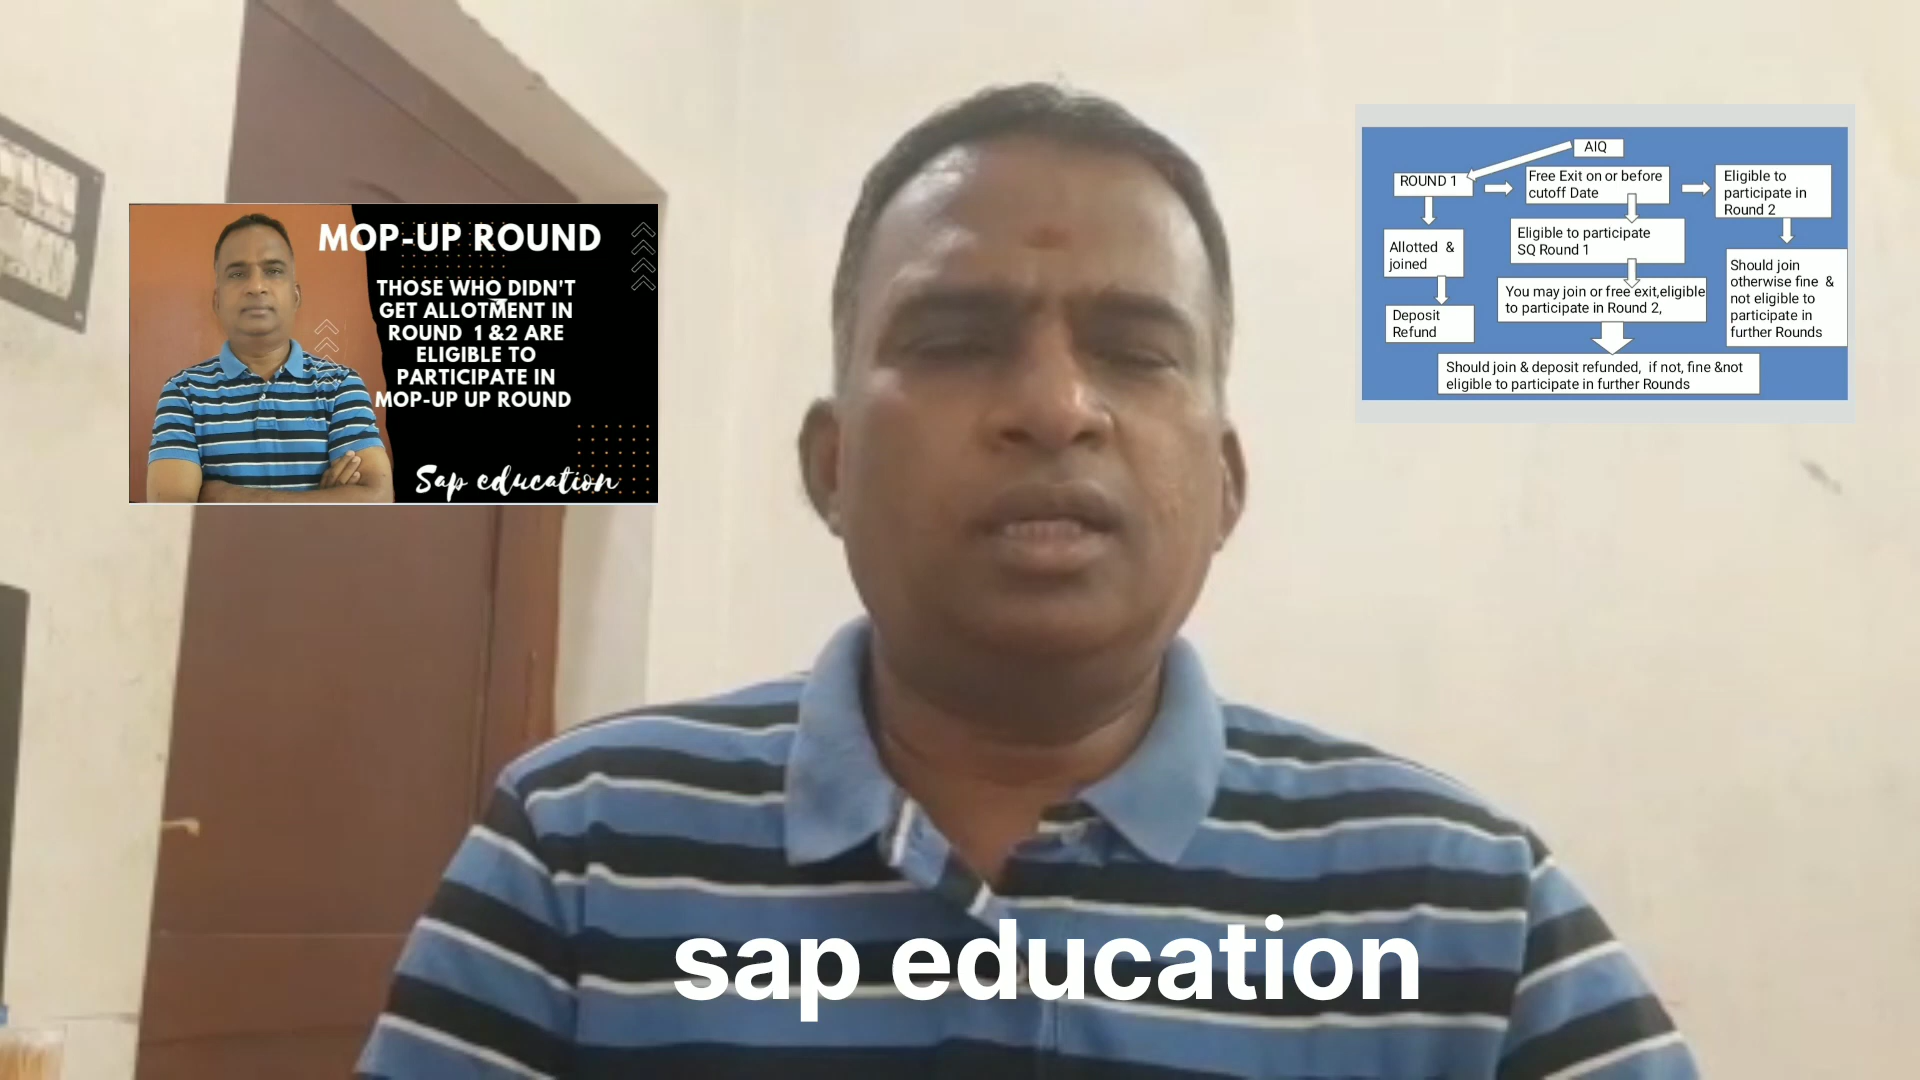 MOP-UP ROUND
THOSE WHO DIDN'T
GET ALLOTMENT IN
ROUND 1 &2 ARE
ELIGIBLE TO
PARTICIPATE IN
MOP-UP UP ROUND
Sap education
AIQ
ROUND 1
Free Exit on or before
cutoff Date
Eligible to
participate in
Round 2
Allotted &
joined
Eligible to participate
SQ Round 1
Should join
otherwise fine &
not eligible to
participate in
further Rounds
Deposit
Refund
You may join or free exit,eligible
to participate in Round 2,
Should join & deposit refunded, if not, fine &not
eligible to participate in further Rounds
sap education